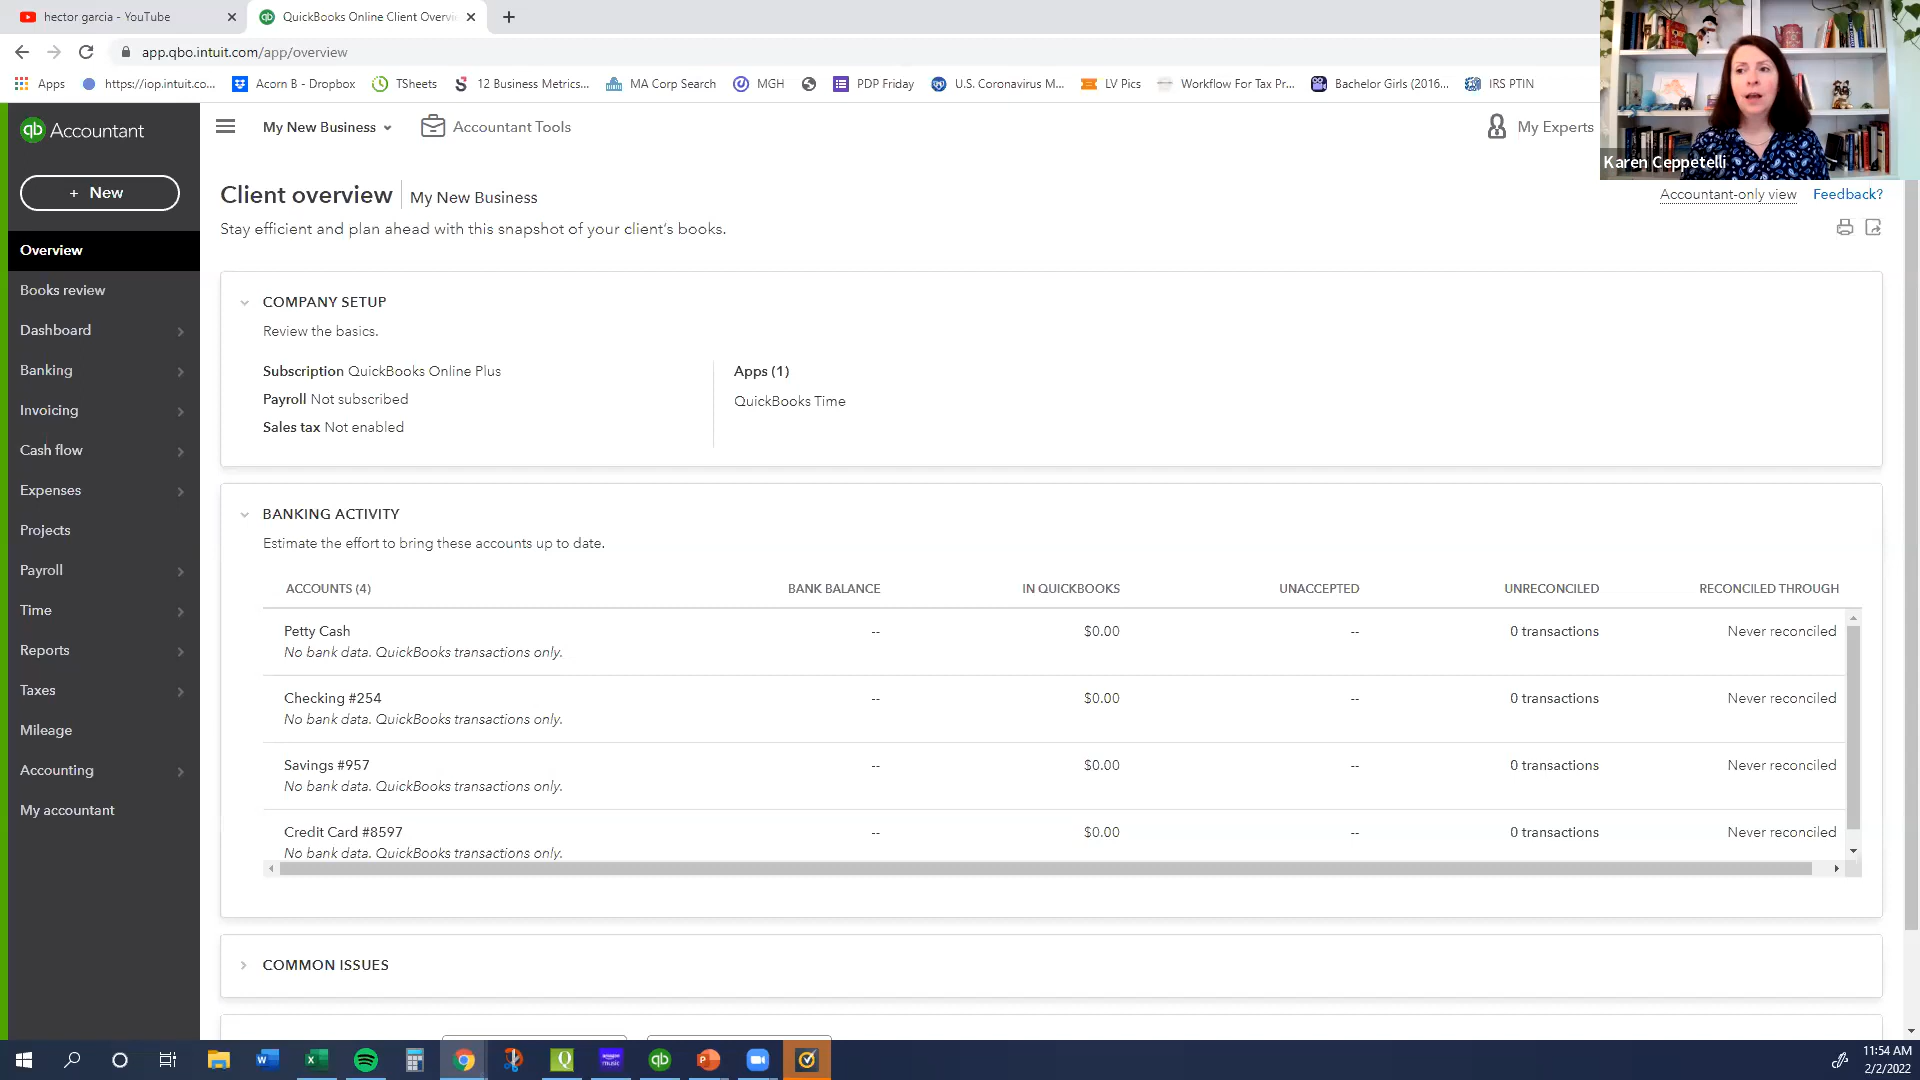 hector garcia - YouTube
QuickBooks Online Client Overvi
app.qbo.intuit.com/app/overview
Apps
https://iop.intuit.co...
Acorn B - Dropbox
TSheets
12 Business Metrics...
MA Corp Search
MGH
PDP Friday
U.S. Coronavirus M...
LV Pics
Workflow For Tax Pr...
Bachelor Girls (2016...
IRS PTIN
qb Accountant
My New Business
Accountant Tools
My Experts
Karen Ceppetelli
+ New
Client overview
My New Business
Accountant-only view
Feedback?
Stay efficient and plan ahead with this snapshot of your client's books.
Overview
Books review
Dashboard
Banking
Invoicing
Cash flow
Expenses
Projects
Payroll
Time
Reports
Taxes
Mileage
Accounting
My accountant
COMPANY SETUP
Review the basics.
Subscription QuickBooks Online Plus
Payroll Not subscribed
Sales tax Not enabled
Apps (1)
QuickBooks Time
BANKING ACTIVITY
Estimate the effort to bring these accounts up to date.
ACCOUNTS (4) BANK BALANCE IN QUICKBOOKS UNACCEPTED UNRECONCILED RECONCILED THROUGH
Petty Cash -- $0.00 -- 0 transactions Never reconciled
No bank data. QuickBooks transactions only.
Checking #254 -- $0.00 -- 0 transactions Never reconciled
No bank data. QuickBooks transactions only.
Savings #957 -- $0.00 -- 0 transactions Never reconciled
No bank data. QuickBooks transactions only.
Credit Card #8597 -- $0.00 -- 0 transactions Never reconciled
No bank data. QuickBooks transactions only.
COMMON ISSUES
11:54 AM
2/2/2022